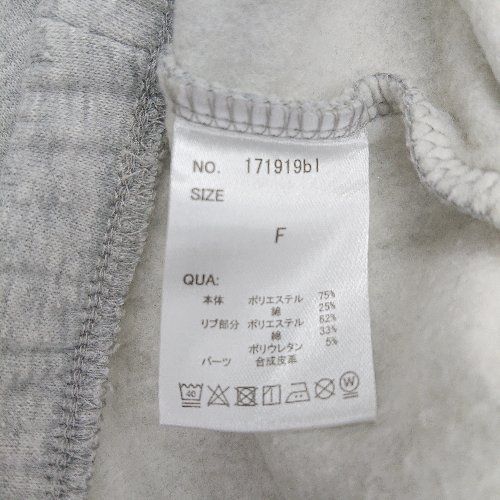 NO. 171919bl
SIZE
F
QUA:
本体 ポリエステル 75%
綿 25%
リブ部分 ポリエステル 62%
綿 33%
ポリウレタン 5%
パーツ 合成皮革
40 W